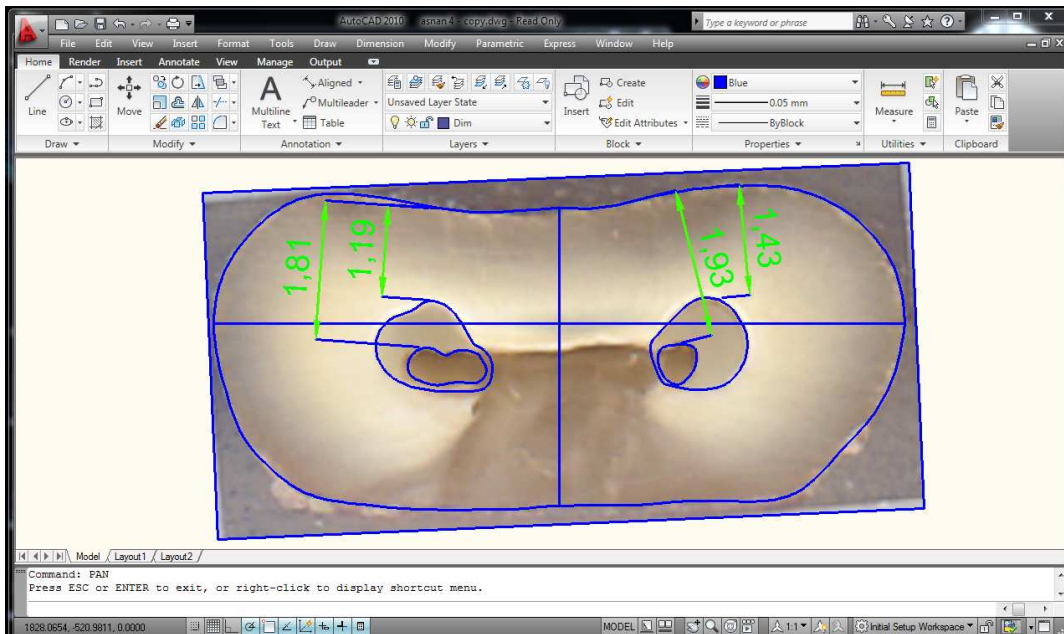 AutoCAD 2010 asnan 4 - copy.dwg - Read Only
Type a keyword or phrase
File Edit View Insert Format Tools Draw Dimension Modify Parametric Express Window Help
Home Render Insert Annotate View Manage Output
Line
Move
A
Multiline
Text
Aligned
Multileader
Table
Unsaved Layer State
Dim
Insert
Create
Edit
Edit Attributes
Blue
0.05 mm
ByBlock
Measure
Paste
Draw Modify Annotation Layers Block Properties Utilities Clipboard
1,81
1,19
1,93
1,43
Model Layout1 Layout2
Command: PAN
Press ESC or ENTER to exit, or right-click to display shortcut menu.
1828.0654, -520.9811, 0.0000 MODEL 1:1 Initial Setup Workspace